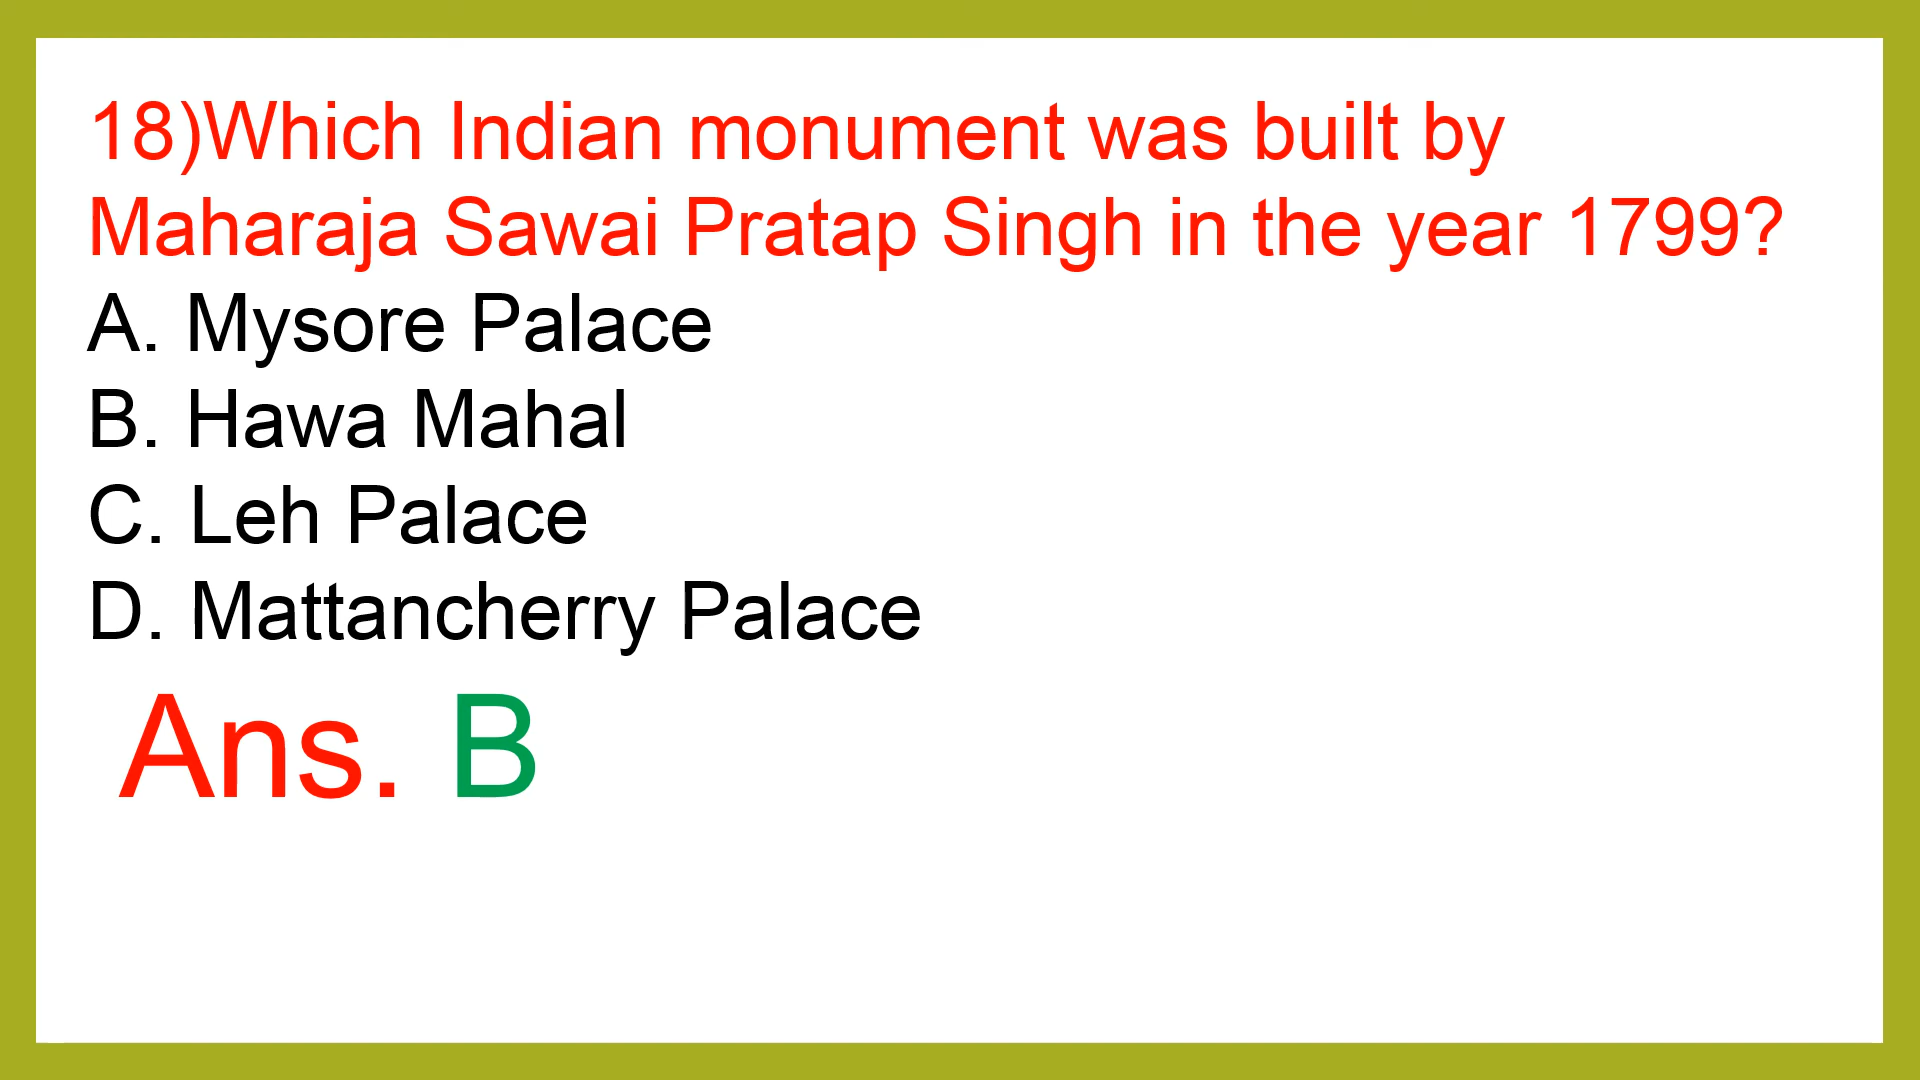 18)Which Indian monument was built by
Maharaja Sawai Pratap Singh in the year 1799?
A. Mysore Palace
B. Hawa Mahal
C. Leh Palace
D. Mattancherry Palace
Ans. B